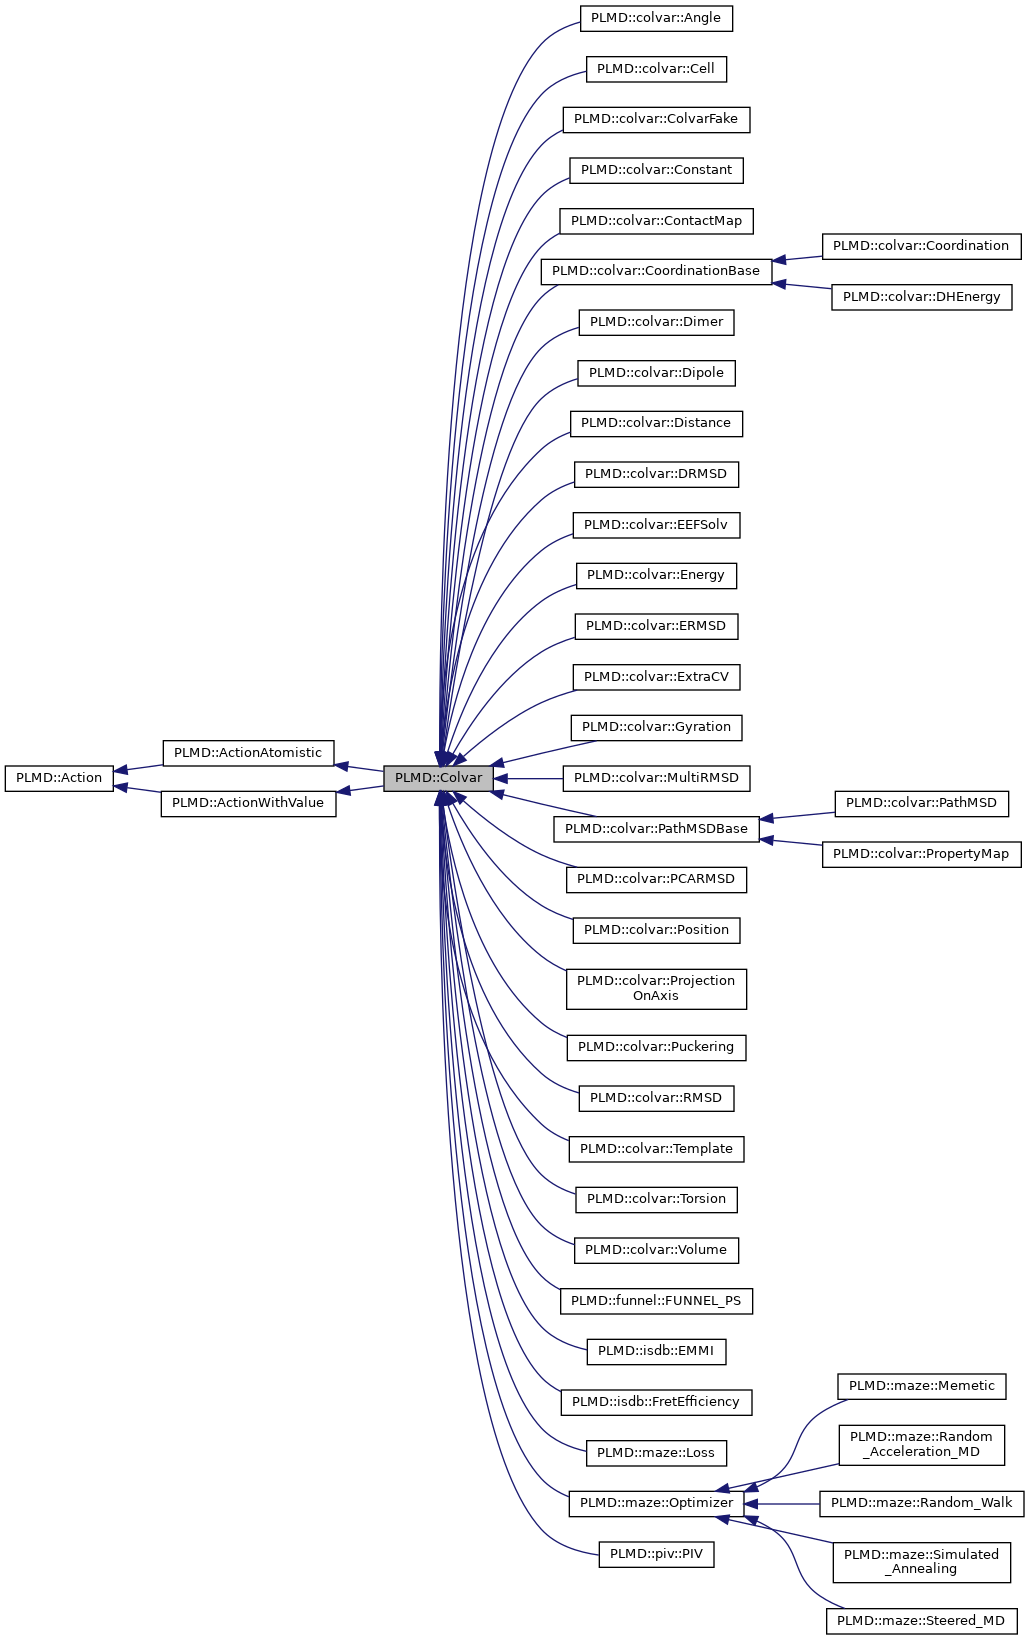 PLMD::colvar::Angle
PLMD::colvar::Cell
PLMD::colvar::ColvarFake
PLMD::colvar::Constant
PLMD::colvar::ContactMap
PLMD::colvar::Coordination
PLMD::colvar::CoordinationBase
PLMD::colvar::DHEnergy
PLMD::colvar::Dimer
PLMD::colvar::Dipole
PLMD::colvar::Distance
PLMD::colvar::DRMSD
PLMD::colvar::EEFSolv
PLMD::colvar::Energy
PLMD::colvar::ERMSD
PLMD::colvar::ExtraCV
PLMD::colvar::Gyration
PLMD::ActionAtomistic
PLMD::Action
PLMD::Colvar
PLMD::colvar::MultiRMSD
PLMD::ActionWithValue
PLMD::colvar::PathMSD
PLMD::colvar::PathMSDBase
PLMD::colvar::PropertyMap
PLMD::colvar::PCARMSD
PLMD::colvar::Position
PLMD::colvar::Projection
OnAxis
PLMD::colvar::Puckering
PLMD::colvar::RMSD
PLMD::colvar::Template
PLMD::colvar::Torsion
PLMD::colvar::Volume
PLMD::funnel::FUNNEL_PS
PLMD::isdb::EMMI
PLMD::isdb::FretEfficiency
PLMD::maze::Loss
PLMD::maze::Memetic
PLMD::maze::Random
_Acceleration_MD
PLMD::maze::Optimizer
PLMD::maze::Random_Walk
PLMD::piv::PIV
PLMD::maze::Simulated
_Annealing
PLMD::maze::Steered_MD